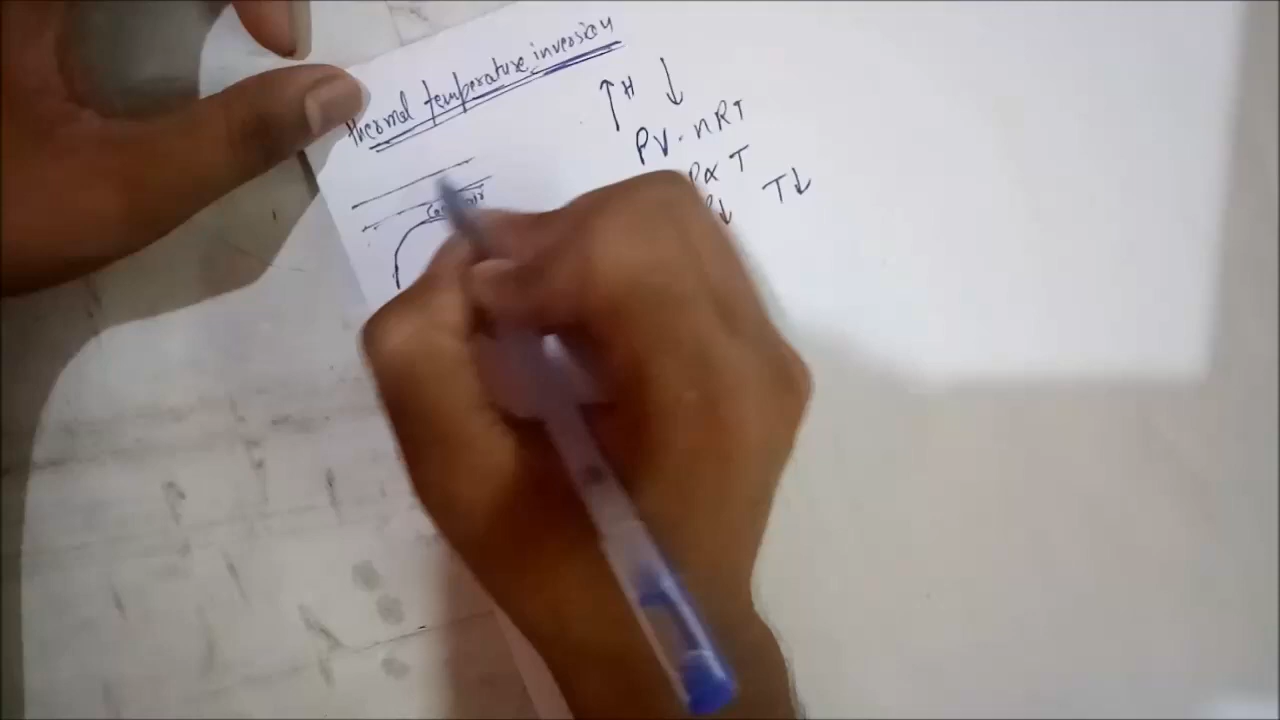 thermal temperature inversion
↑H ↓
PV = nRT
P∝ T
P↓ T↓